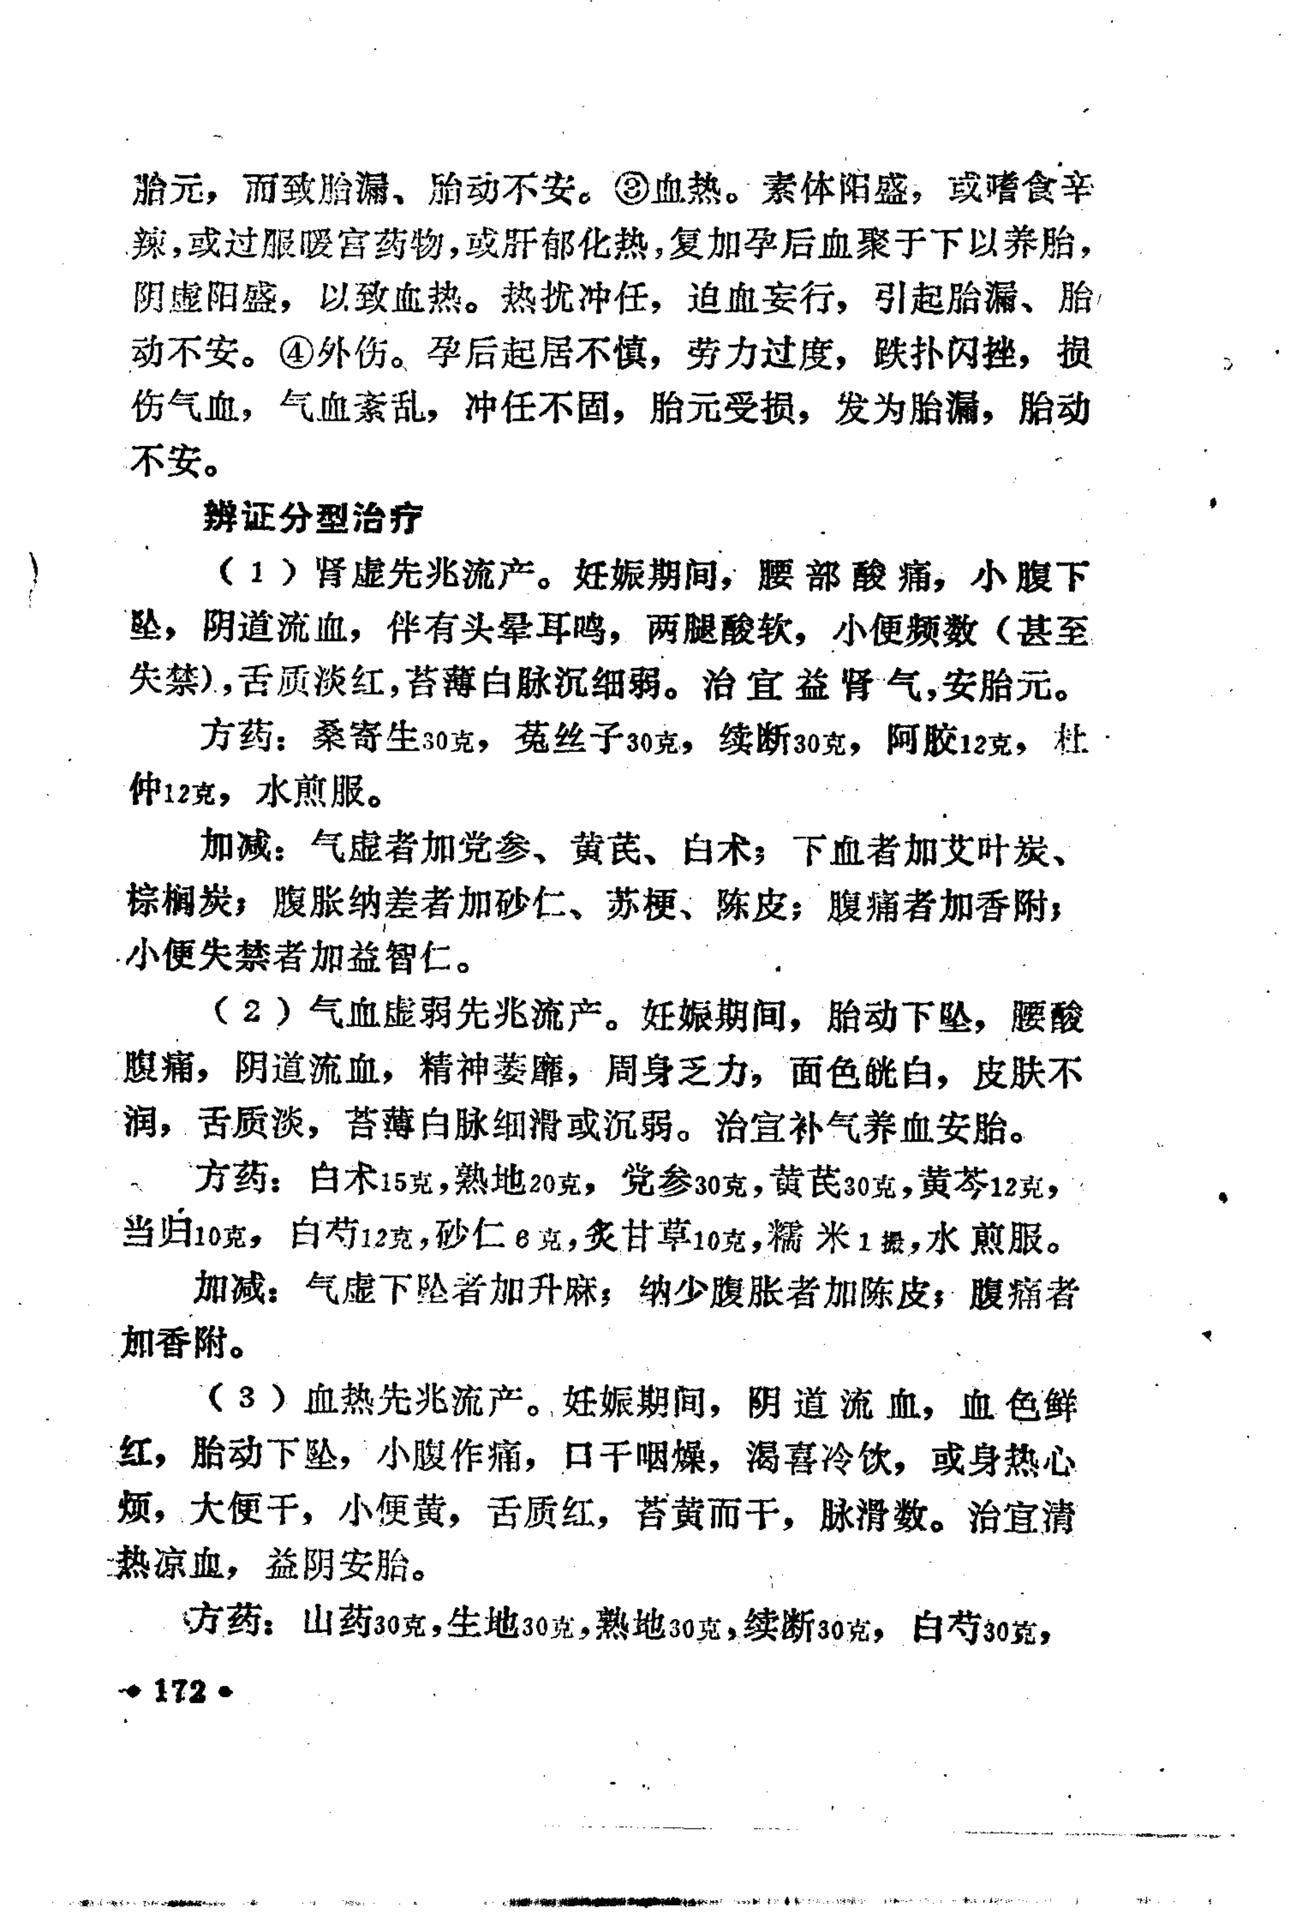 胎元，而致胎漏、胎动不安。③血热。素体阳盛，或嗜食辛
辣，或过服暖宫药物，或肝郁化热，复加孕后血聚于下以养胎，
阴虚阳盛，以致血热。热扰冲任，迫血妄行，引起胎漏、胎
动不安。④外伤。孕后起居不慎，劳力过度，跌扑闪挫，损
伤气血，气血紊乱，冲任不固，胎元受损，发为胎漏，胎动
不安。
辨证分型治疗
（1）肾虚先兆流产。妊娠期间，腰部酸痛，小腹下
坠，阴道流血，伴有头晕耳鸣，两腿酸软，小便频数（甚至
失禁），舌质淡红，苔薄白脉沉细弱。治宜益肾气，安胎元。
方药：桑寄生30克，菟丝子30克，续断30克，阿胶12克，杜
仲12克，水煎服。
加减：气虚者加党参、黄芪、白术；下血者加艾叶炭、
棕榈炭；腹胀纳差者加砂仁、苏梗、陈皮；腹痛者加香附；
小便失禁者加益智仁。
（2）气血虚弱先兆流产。妊娠期间，胎动下坠，腰酸
腹痛，阴道流血，精神萎靡，周身乏力，面色㿠白，皮肤不
润，舌质淡，苔薄白脉细滑或沉弱。治宜补气养血安胎。
方药：白术15克，熟地20克，党参30克，黄芪30克，黄芩12克，
当归10克，白芍12克，砂仁6克，炙甘草10克，糯米1撮，水煎服。
加减：气虚下坠者加升麻；纳少腹胀者加陈皮；腹痛者
加香附。
（3）血热先兆流产。妊娠期间，阴道流血，血色鲜
红，胎动下坠，小腹作痛，口干咽燥，渴喜冷饮，或身热心
烦，大便干，小便黄，舌质红，苔黄而干，脉滑数。治宜清
热凉血，益阴安胎。
方药：山药30克，生地30克，熟地30克，续断30克，白芍30克，
•172•